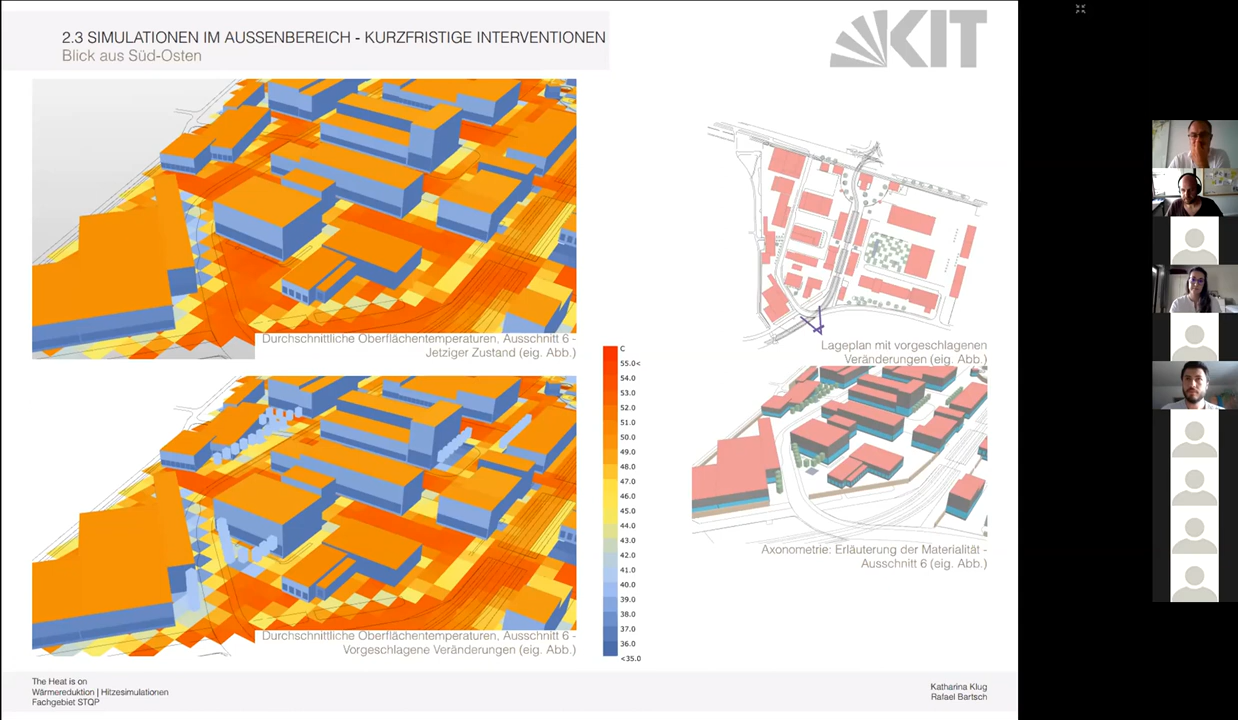 2.3 SIMULATIONEN IM AUSSENBEREICH - KURZFRISTIGE INTERVENTIONEN
Blick aus Süd-Osten
KIT
Durchschnittliche Oberflächentemperaturen, Ausschnitt 6 -
Jetziger Zustand (eig. Abb.)
Lageplan mit vorgeschlagenen
Veränderungen (eig. Abb.)
C
55.0<
54.0
53.0
52.0
51.0
50.0
49.0
48.0
47.0
46.0
45.0
44.0
43.0
42.0
41.0
40.0
39.0
38.0
37.0
36.0
<35.0
Axonometrie: Erläuterung der Materialität -
Ausschnitt 6 (eig. Abb.)
Durchschnittliche Oberflächentemperaturen, Ausschnitt 6 -
Vorgeschlagene Veränderungen (eig. Abb.)
The Heat is on
Wärmereduktion | Hitzesimulationen
Fachgebiet STQP
Katharina Klug
Rafael Bartsch